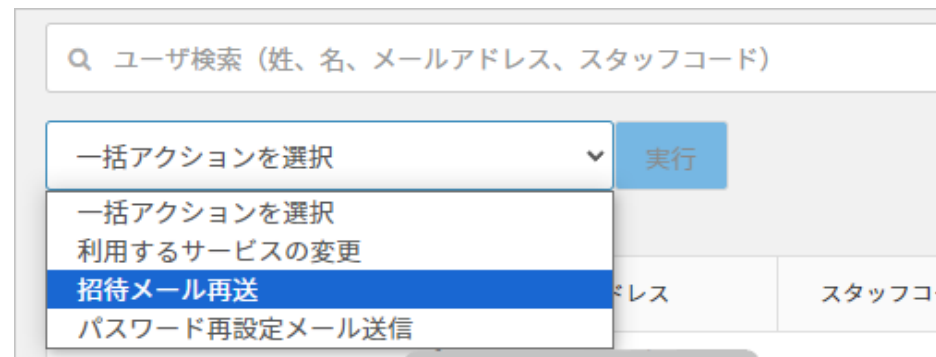 ユーザ検索（姓、名、メールアドレス、スタッフコード）
一括アクションを選択
実行
一括アクションを選択
利用するサービスの変更
招待メール再送
ドレス
スタッフコ
パスワード再設定メール送信